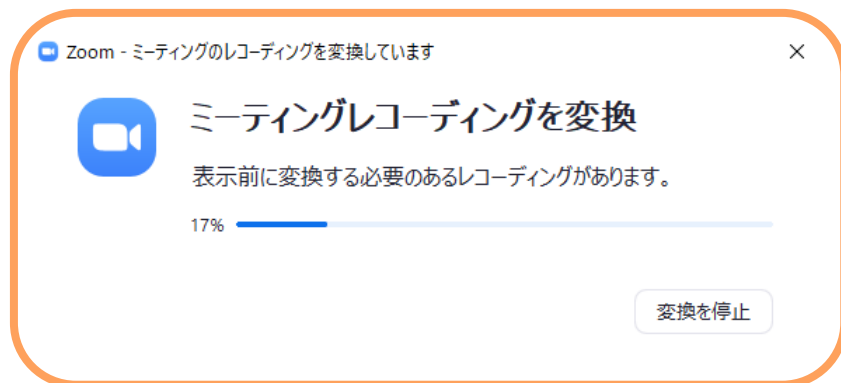 Zoom - ミーティングのレコーディングを変換しています
ミーティングレコーディングを変換
表示前に変換する必要のあるレコーディングがあります。
17%
変換を停止